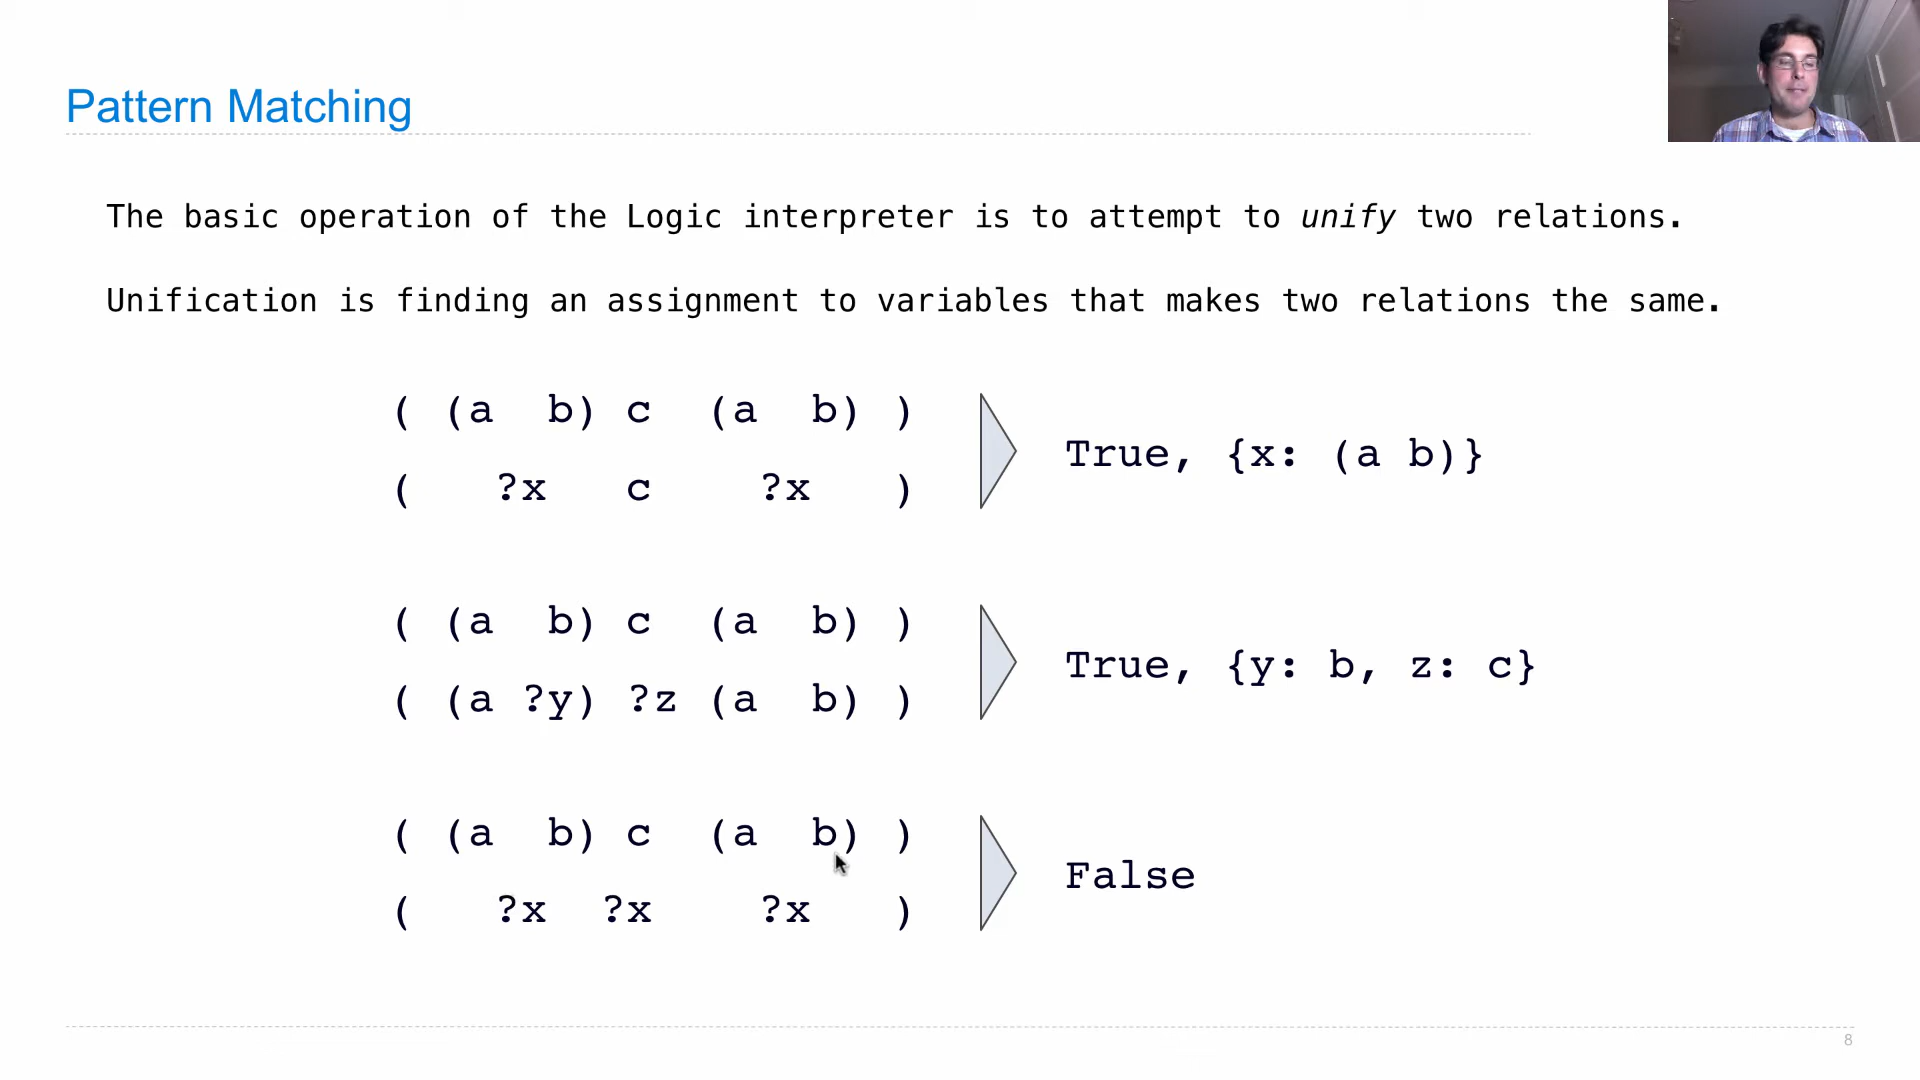 Pattern Matching
The basic operation of the Logic interpreter is to attempt to unify two relations.
Unification is finding an assignment to variables that makes two relations the same.
( (a b) c (a b) )
( ?x c ?x )
True, {x: (a b)}
( (a b) c (a b) )
( (a ?y) ?z (a b) )
True, {y: b, z: c}
( (a b) c (a b) )
( ?x ?x ?x )
False
8